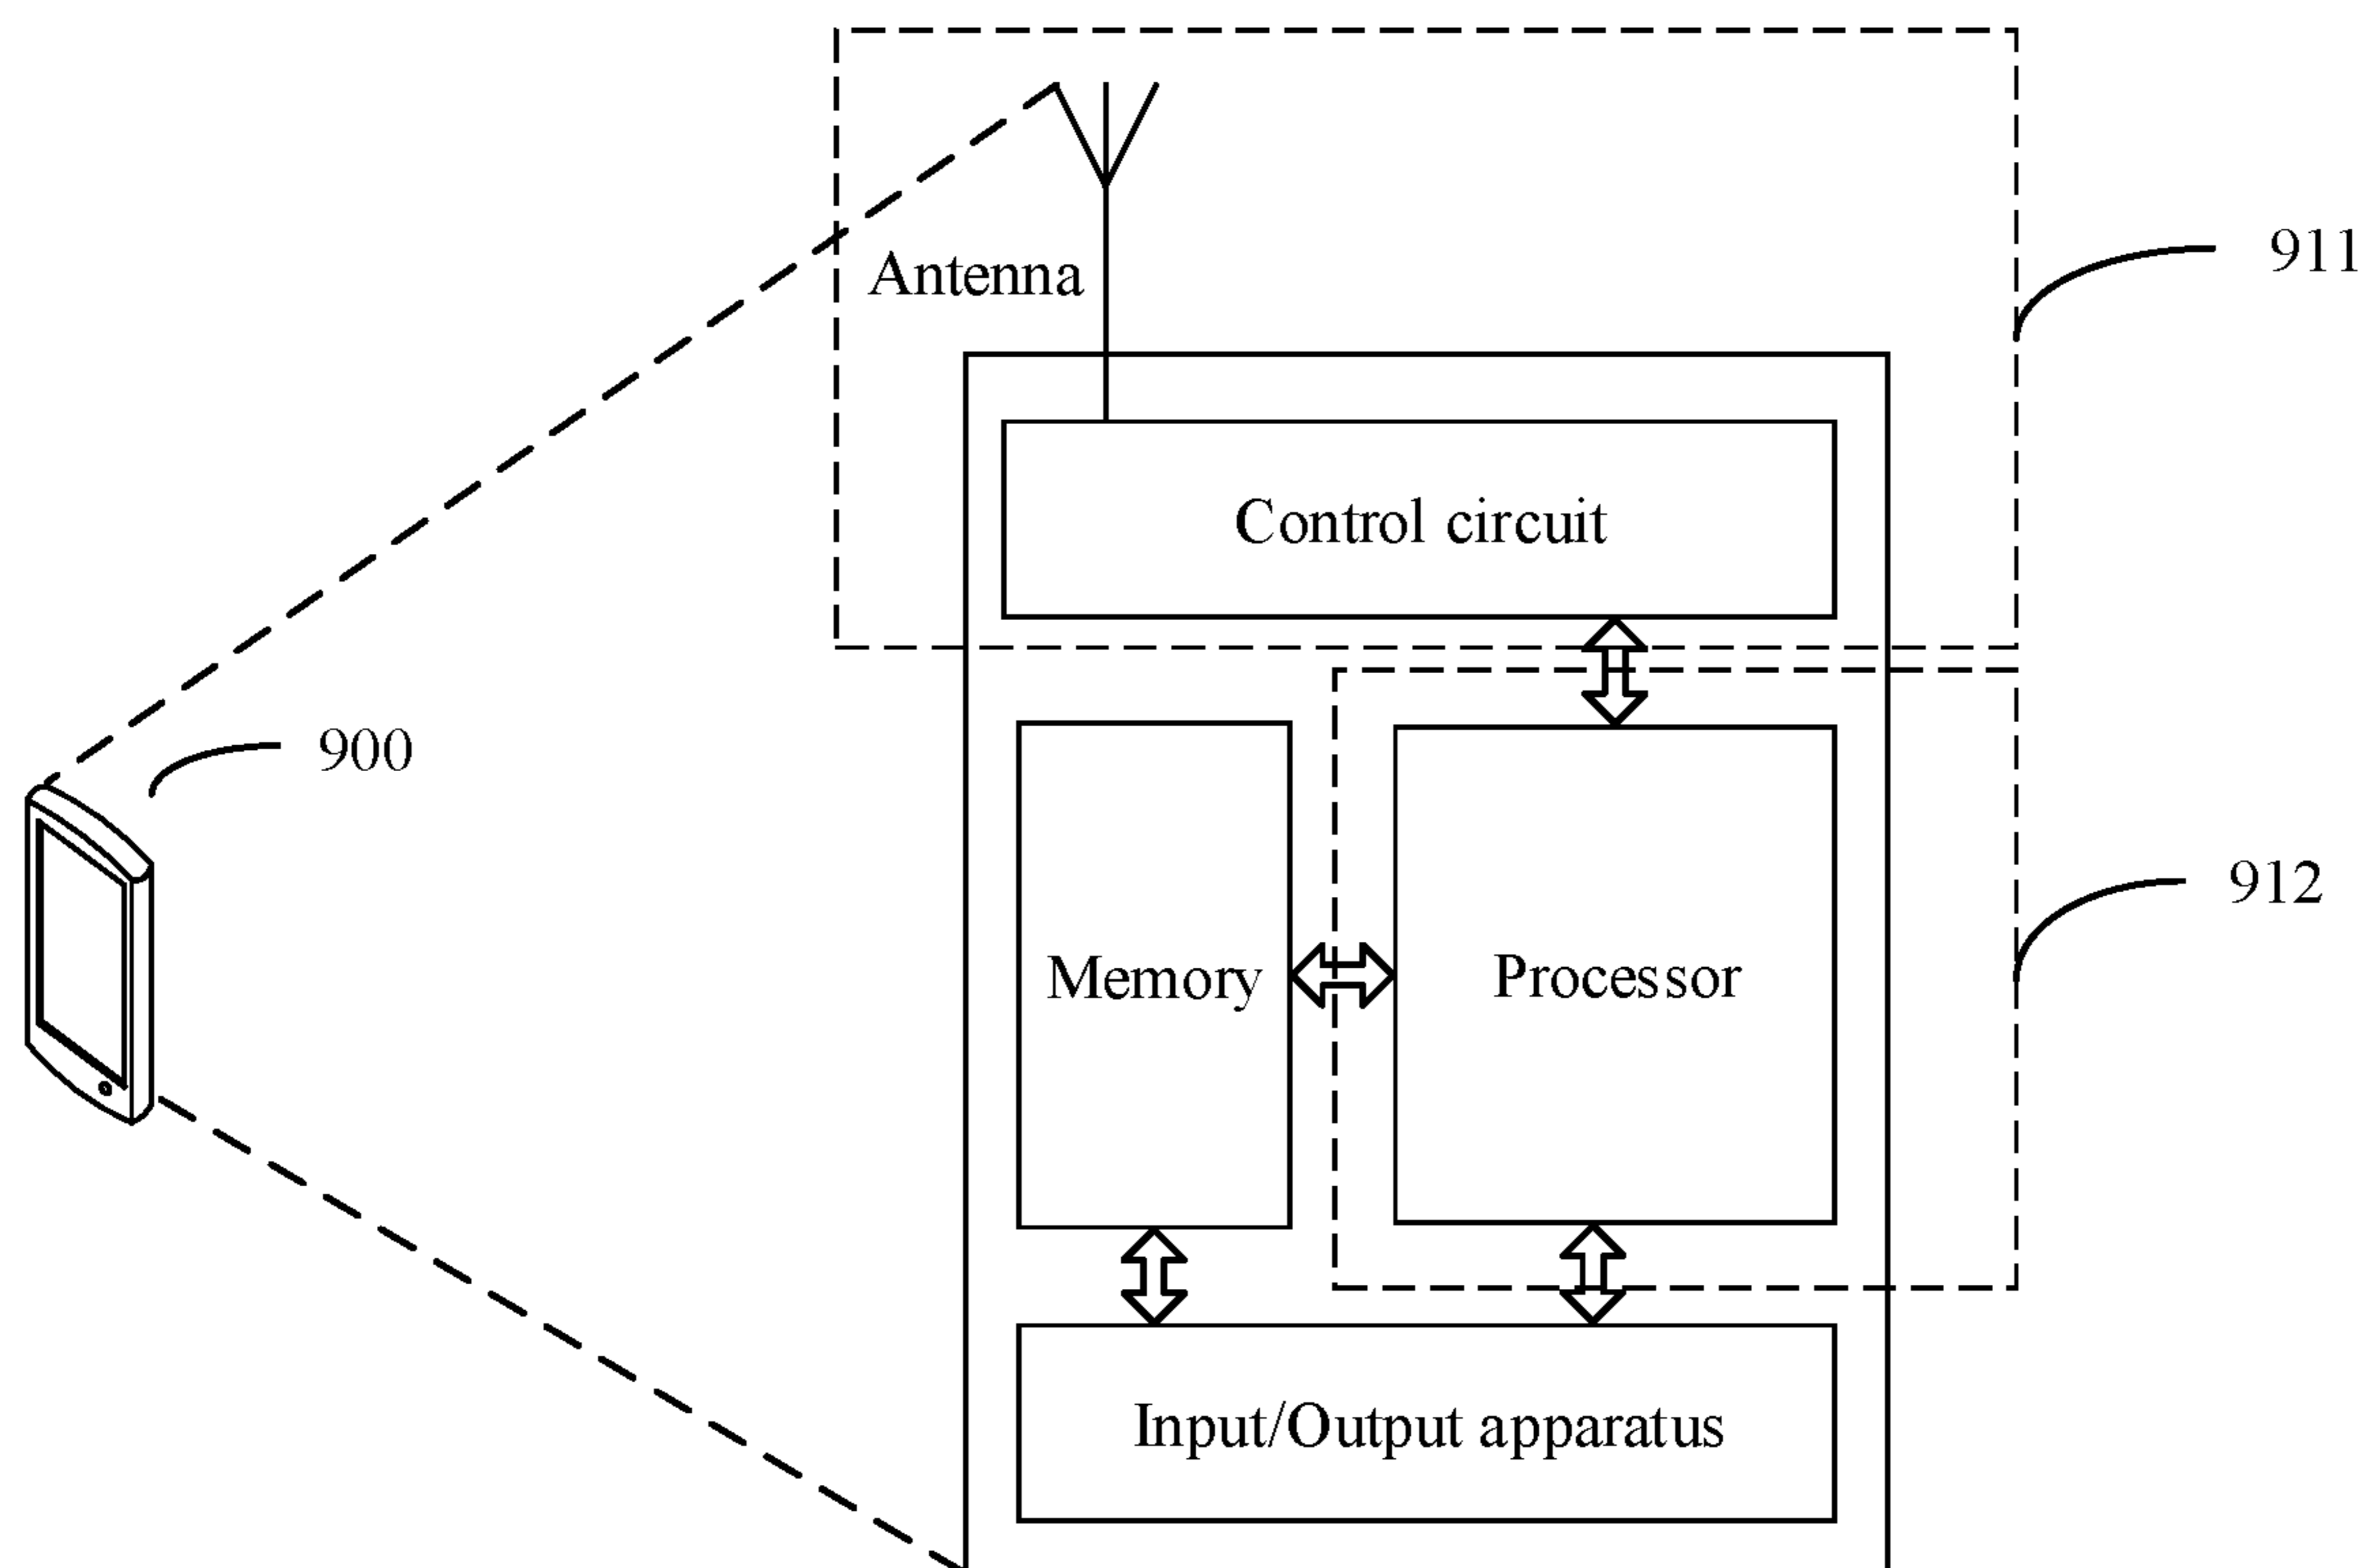 911
Antenna
Control circuit
900
912
Memory
Processor
Input/Output apparatus